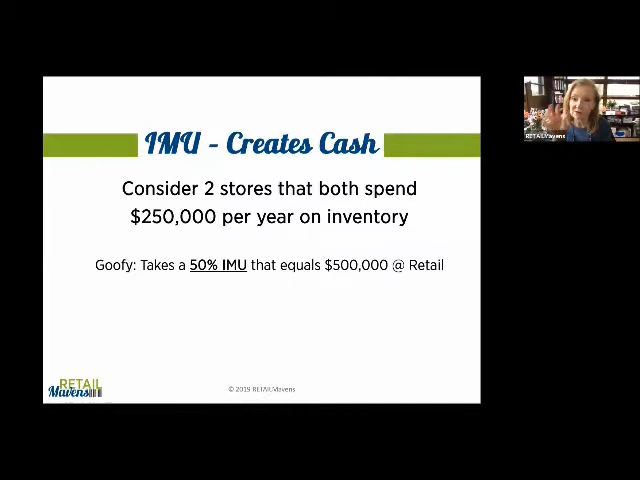 IMU – Creates Cash
Consider 2 stores that both spend
$250,000 per year on inventory
Goofy: Takes a 50% IMU that equals $500,000 @ Retail
RETAIL
Mavens
© 2019 RETAILMavens
RETAILMavens